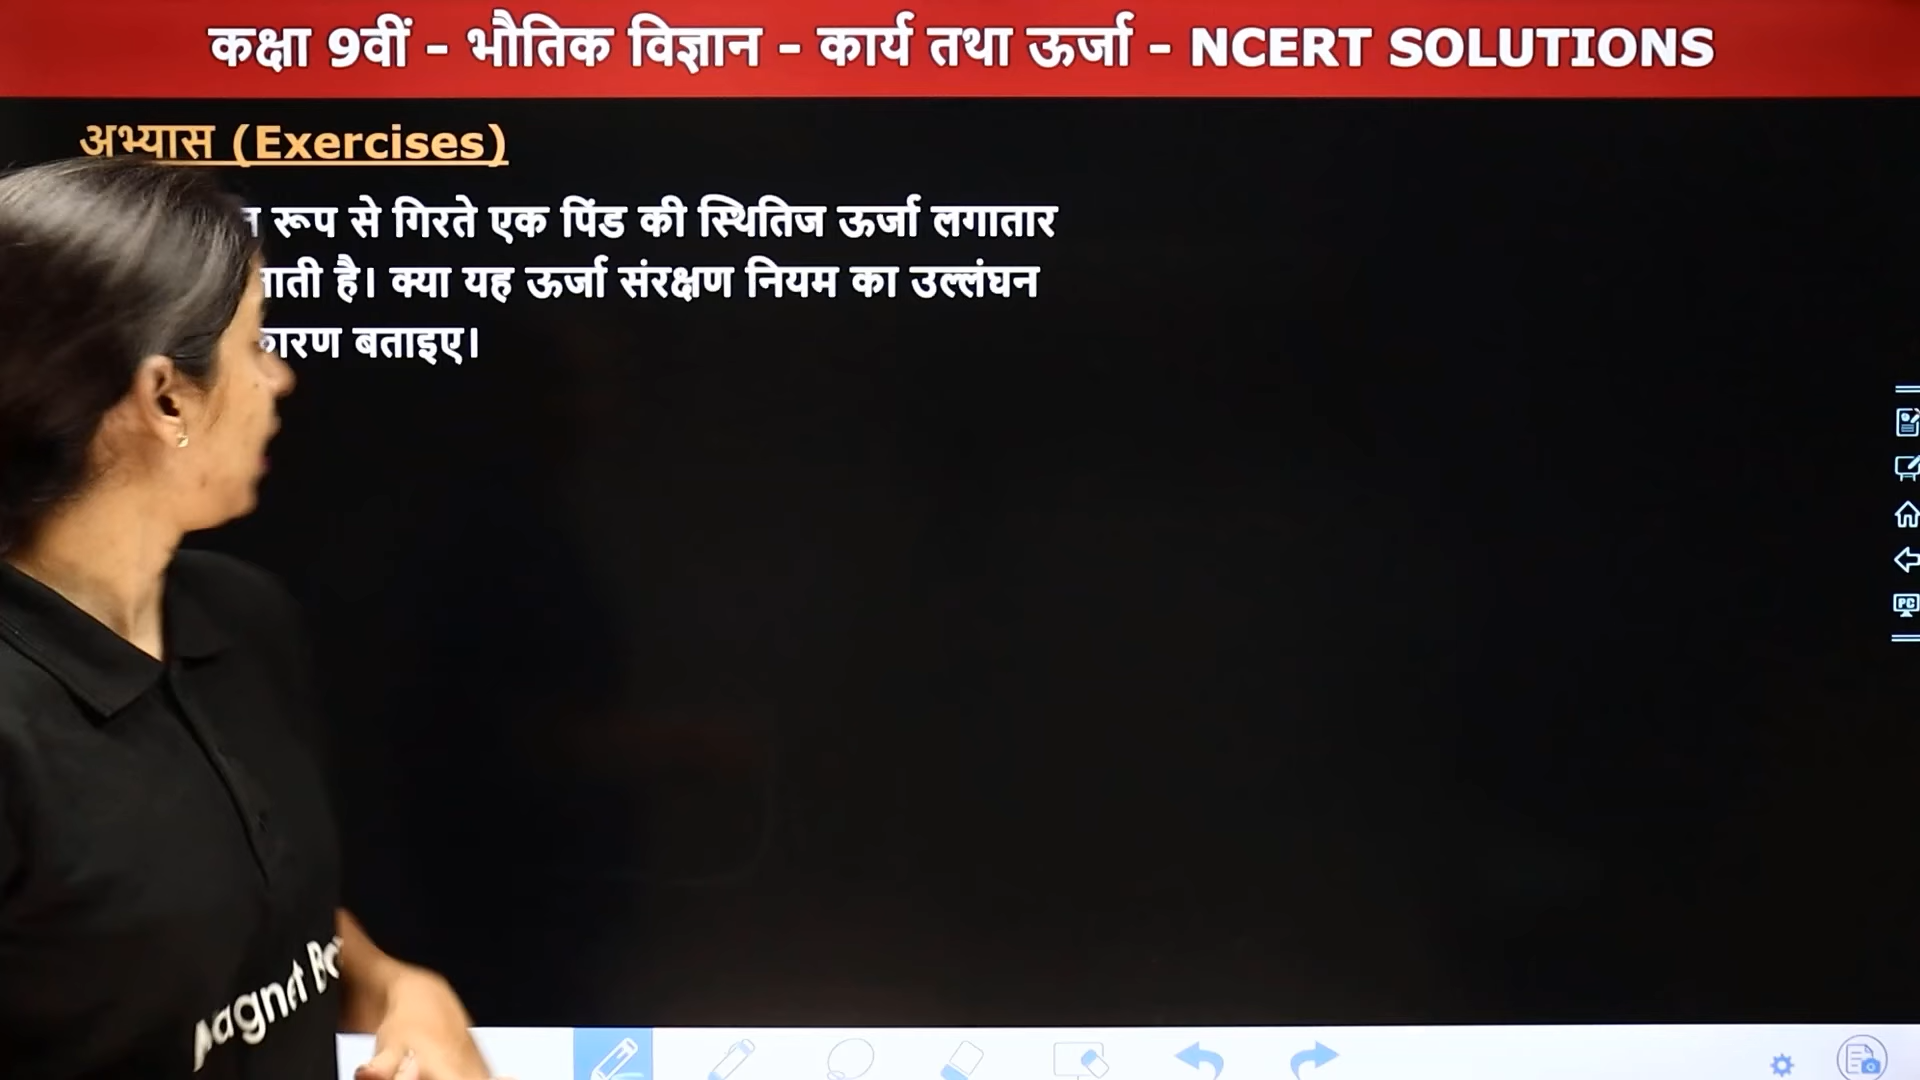 कक्षा 9वीं - भौतिक विज्ञान - कार्य तथा ऊर्जा - NCERT SOLUTIONS
अभ्यास (Exercises)
रूप से गिरते एक पिंड की स्थितिज ऊर्जा लगातार
है। क्या यह ऊर्जा संरक्षण नियम का उल्लंघन
कारण बताइए।
PC